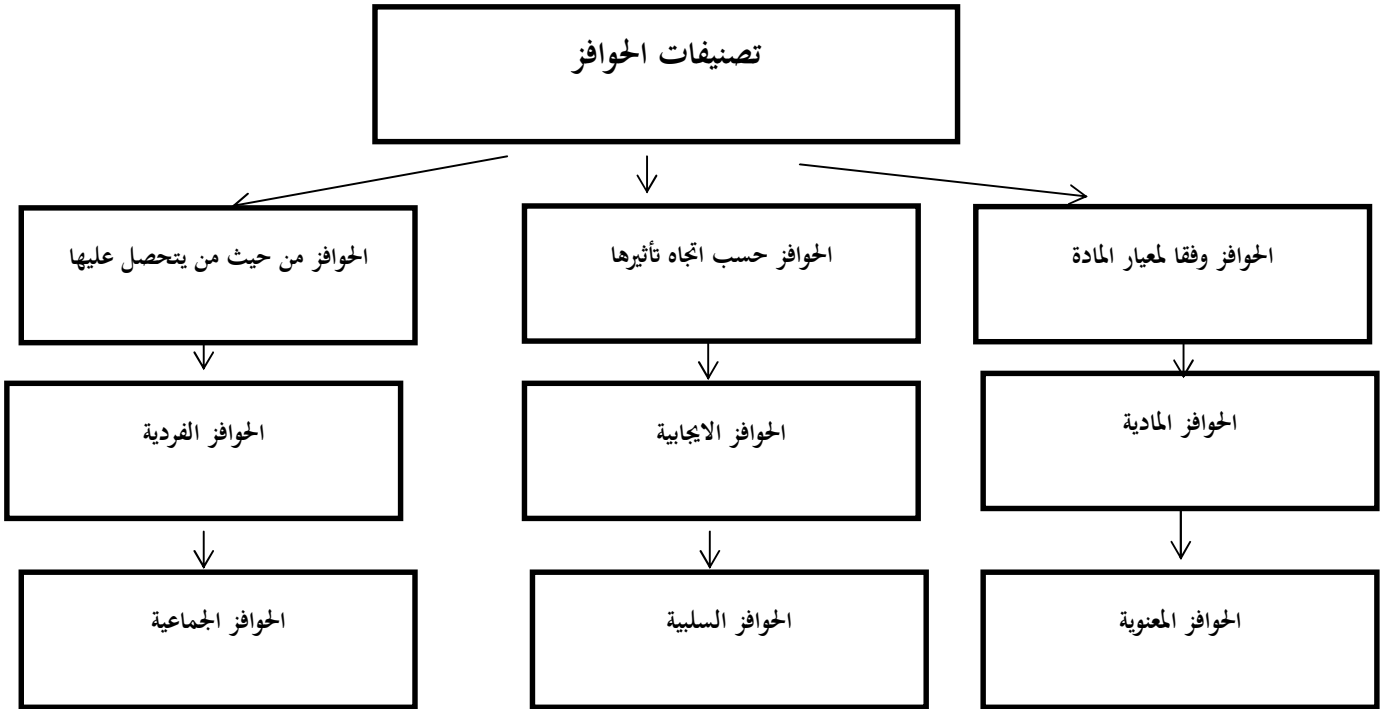 تصنيفات الحوافز
الحوافز وفقا لمعيار المادة
الحوافز حسب اتجاه تأثيرها
الحوافز من حيث من يتحصل عليها
الحوافز المادية
الحوافز الايجابية
الحوافز الفردية
الحوافز المعنوية
الحوافز السلبية
الحوافز الجماعية